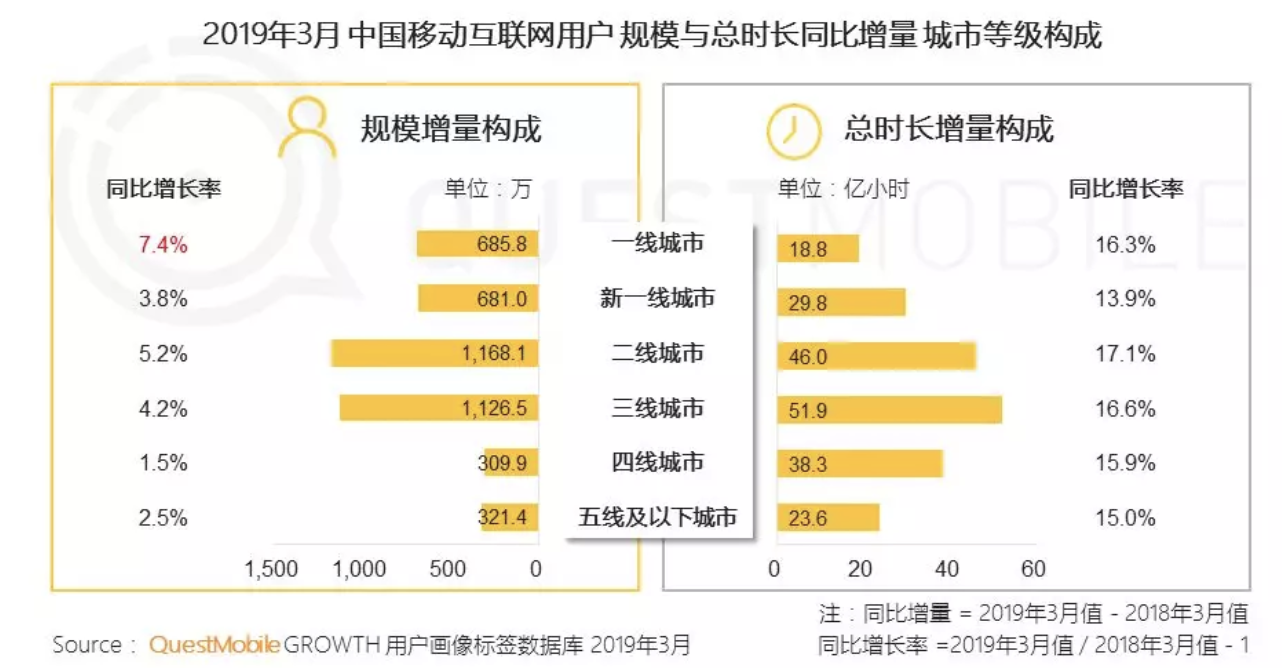 2019年3月 中国移动互联网用户 规模与总时长同比增量 城市等级构成
规模增量构成
总时长增量构成
同比增长率 单位：万
单位：亿小时 同比增长率
7.4% 685.8 一线城市 18.8 16.3%
3.8% 681.0 新一线城市 29.8 13.9%
5.2% 1,168.1 二线城市 46.0 17.1%
4.2% 1,126.5 三线城市 51.9 16.6%
1.5% 309.9 四线城市 38.3 15.9%
2.5% 321.4 五线及以下城市 23.6 15.0%
1,500 1,000 500 0
0 20 40 60
注：同比增量 = 2019年3月值 - 2018年3月值
Source： QuestMobile GROWTH 用户画像标签数据库 2019年3月
同比增长率 =2019年3月值 / 2018年3月值 - 1
QUESTMOBILE